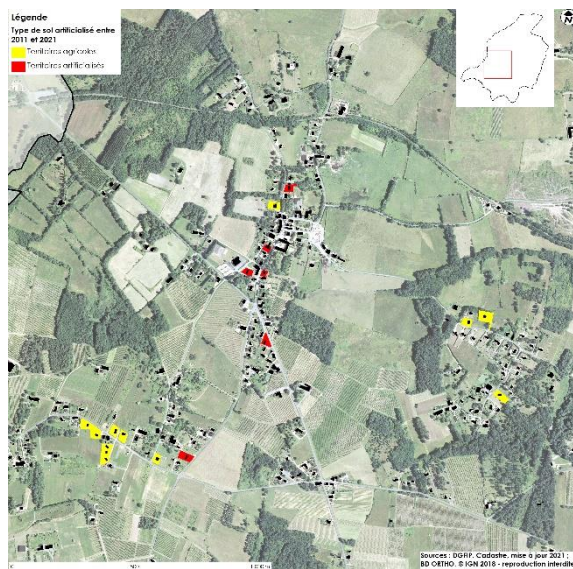 Légende
Type de sol artificialisé entre
2011 et 2021
Territoires agricoles
Territoires artificialisés
Sources : DGFIP, Cadastre, mise à jour 2021 ;
BD ORTHO, © IGN 2018 - reproduction interdite